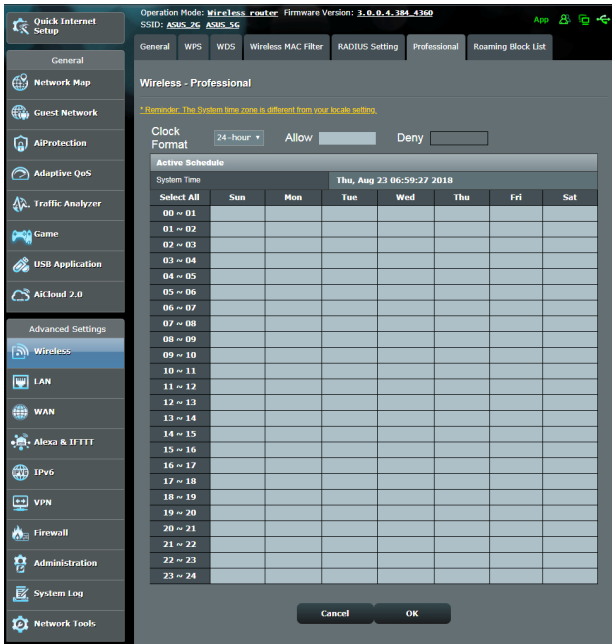 Quick Internet
Setup
General
Network Map
Guest Network
AiProtection
Adaptive QoS
Traffic Analyzer
Game
USB Application
AiCloud 2.0
Advanced Settings
Wireless
LAN
WAN
Alexa & IFTTT
IPv6
VPN
Firewall
Administration
System Log
Network Tools
Operation Mode: Wireless router Firmware Version: 3.0.0.4.384_4360
SSID: ASUS_2G ASUS_5G
App
General WPS WDS Wireless MAC Filter RADIUS Setting Professional Roaming Block List
Wireless - Professional
* Reminder: The System time zone is different from your locale setting.
Clock
Format
24-hour Allow Deny
Active Schedule
System Time Thu, Aug 23 06:59:27 2018
Select All Sun Mon Tue Wed Thu Fri Sat
00 ~ 01
01 ~ 02
02 ~ 03
03 ~ 04
04 ~ 05
05 ~ 06
06 ~ 07
07 ~ 08
08 ~ 09
09 ~ 10
10 ~ 11
11 ~ 12
12 ~ 13
13 ~ 14
14 ~ 15
15 ~ 16
16 ~ 17
17 ~ 18
18 ~ 19
19 ~ 20
20 ~ 21
21 ~ 22
22 ~ 23
23 ~ 24
Cancel OK